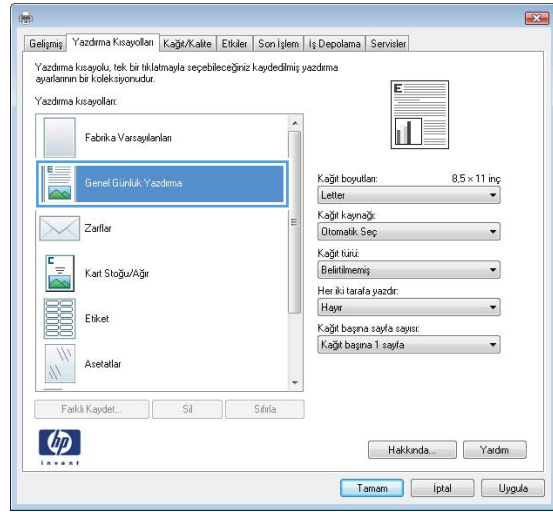 Gelişmiş Yazdırma Kısayolları Kağıt/Kalite Etkiler Son İşlem İş Depolama Servisler
Yazdırma kısayolu, tek bir tıklatmayla seçebileceğiniz kaydedilmiş yazdırma
ayarlarının bir koleksiyonudur.
Yazdırma kısayolları:
Fabrika Varsayılanları
Genel Günlük Yazdırma
Zarflar
Kart Stoğu/Ağır
Etiket
Asetatlar
Farklı Kaydet... Sil Sıfırla
E
Kağıt boyutları: 8,5 × 11 inç
Letter
Kağıt kaynağı:
Otomatik Seç
Kağıt türü:
Belirtilmemiş
Her iki tarafa yazdır:
Hayır
Kağıt başına sayfa sayısı:
Kağıt başına 1 sayfa
hp
invent
Hakkında... Yardım
Tamam İptal Uygula